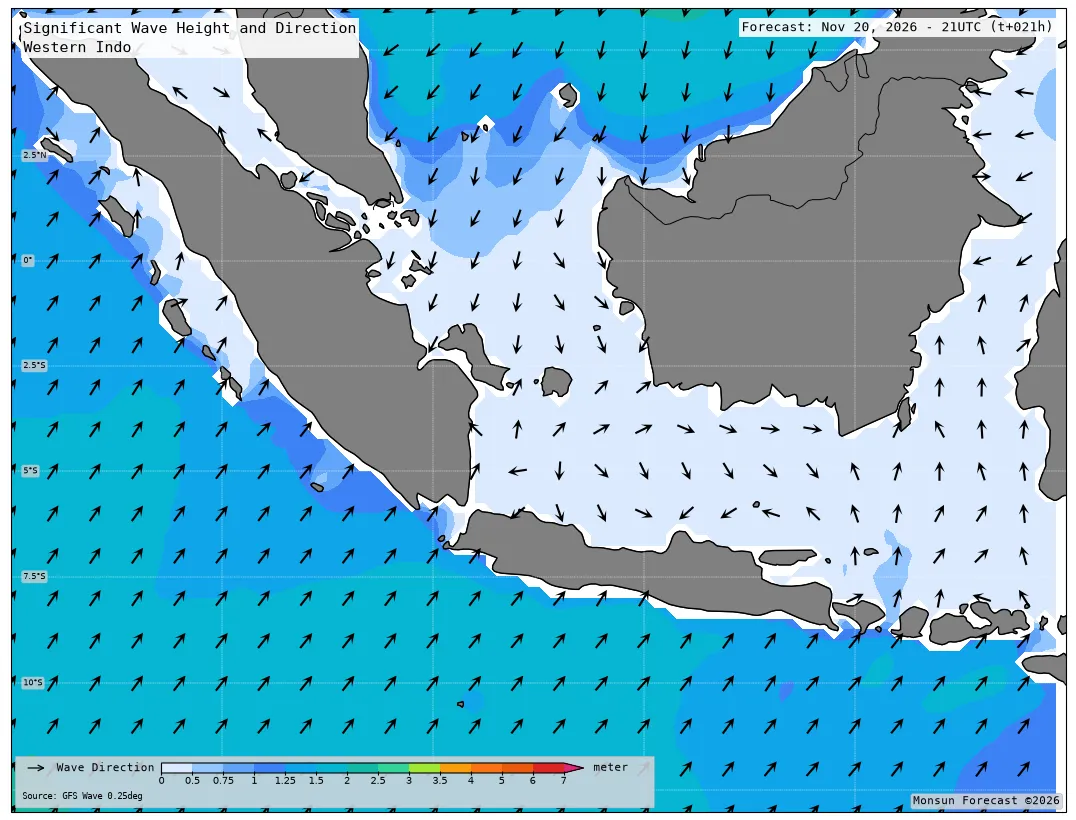 Significant Wave Height and Direction
Western Indo
Forecast: Nov 20, 2026 - 21UTC (t+021h)
2.5°N
0°
2.5°S
5°S
7.5°S
10°S
Wave Direction
meter
0 0.5 0.75 1 1.25 1.5 2 2.5 3 3.5 4 5 6 7
Source: GFS Wave 0.25deg
Monsun Forecast ©2026